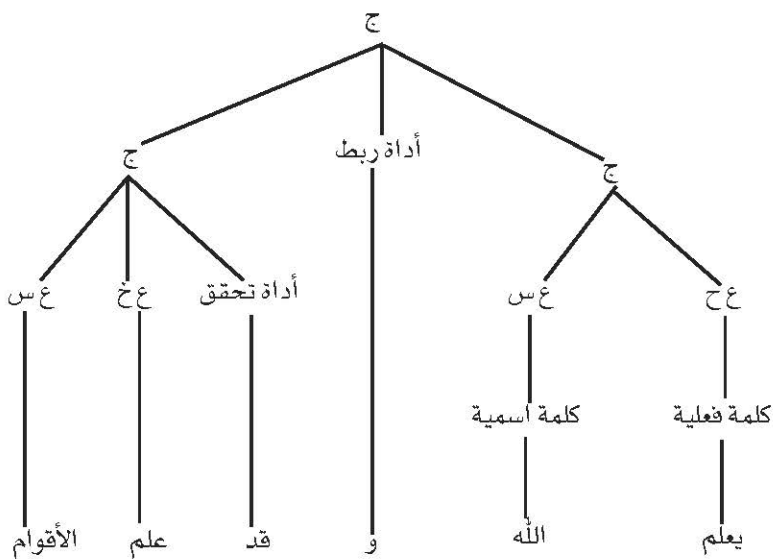 ج
ج أداة ربط ج
ع ح ع س أداة تحقق ع خ ع س
كلمة فعلية كلمة اسمية
يعلم الله و قد علم الأقوام